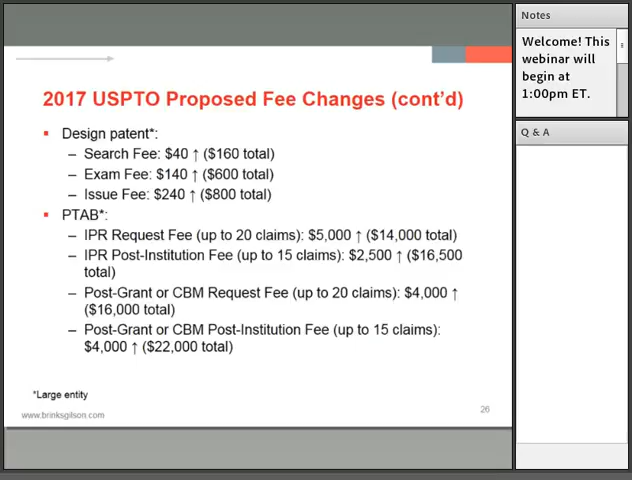 Notes
Welcome! This
webinar will
begin at
1:00pm ET.
Q & A
2017 USPTO Proposed Fee Changes (cont'd)
▪ Design patent*:
– Search Fee: $40 ↑ ($160 total)
– Exam Fee: $140 ↑ ($600 total)
– Issue Fee: $240 ↑ ($800 total)
▪ PTAB*:
– IPR Request Fee (up to 20 claims): $5,000 ↑ ($14,000 total)
– IPR Post-Institution Fee (up to 15 claims): $2,500 ↑ ($16,500
total)
– Post-Grant or CBM Request Fee (up to 20 claims): $4,000 ↑
($16,000 total)
– Post-Grant or CBM Post-Institution Fee (up to 15 claims):
$4,000 ↑ ($22,000 total)
*Large entity
www.brinksgilson.com
26